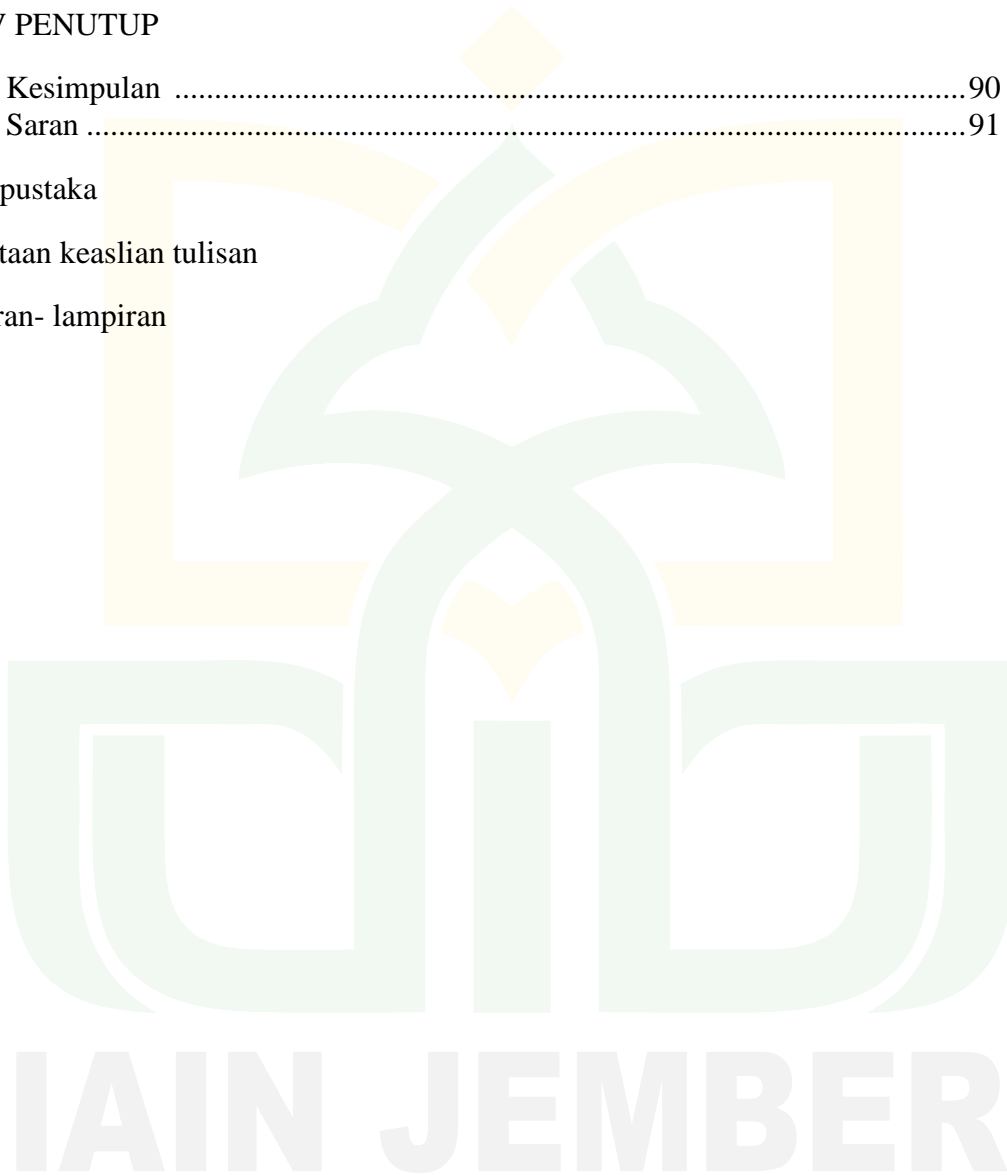 PENUTUP
Kesimpulan ........................................................................................................90
Saran ....................................................................................................................91
pustaka
taan keaslian tulisan
ran- lampiran
IAIN JEMBER